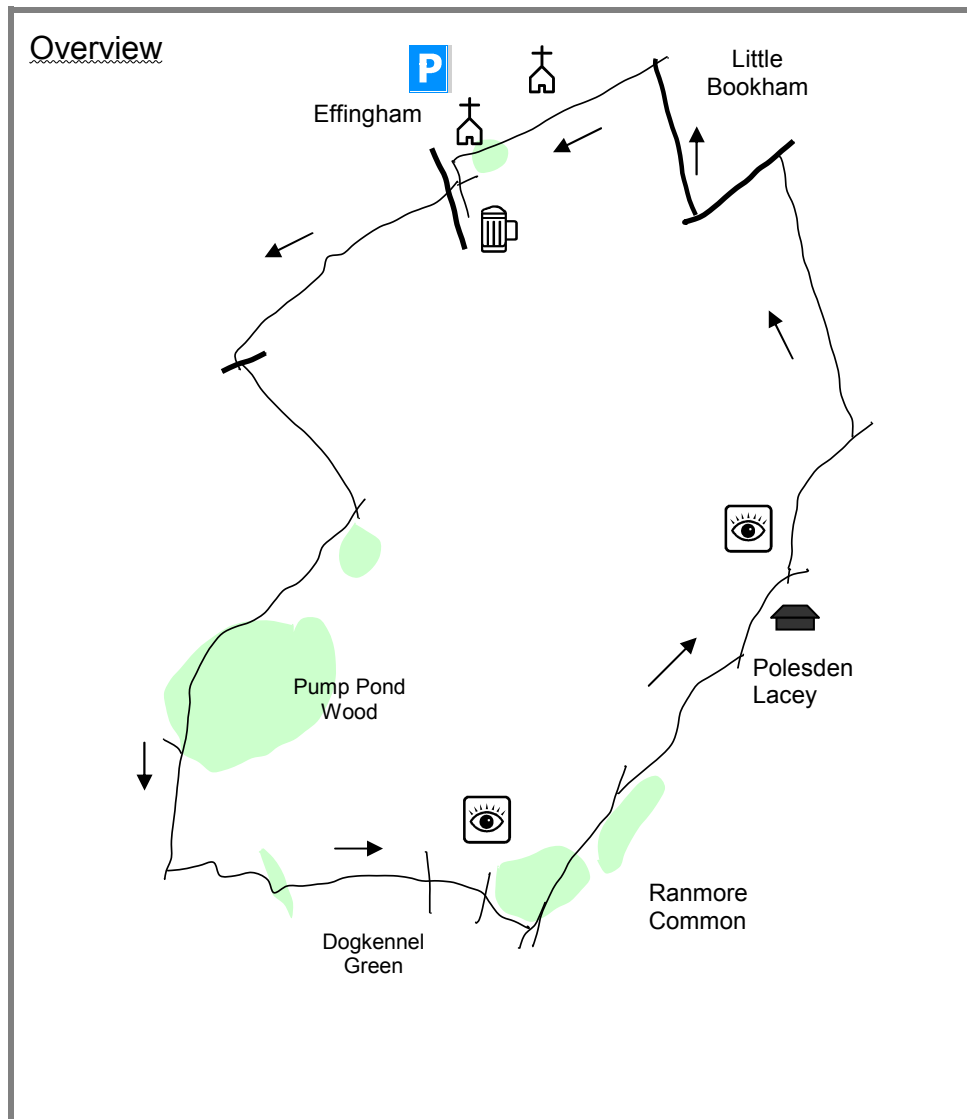 Overview
P
Little
Bookham
Effingham
Pump Pond
Wood
Polesden
Lacey
Ranmore
Common
Dogkennel
Green